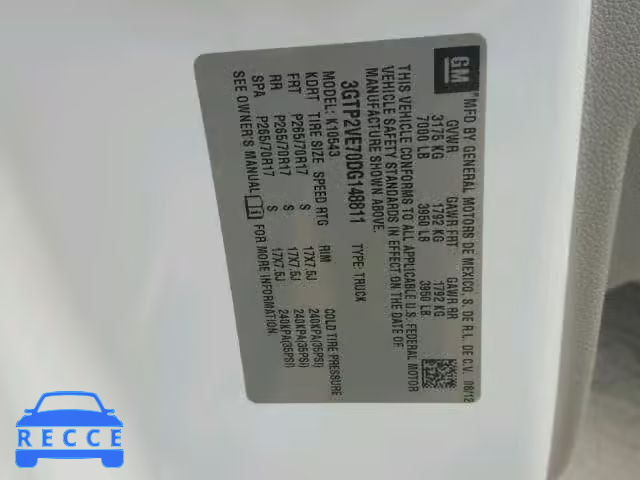 GM
MFD BY GENERAL MOTORS DE MEXICO, S. DE R.L. DE C.V. 08/12
GVWR GAWR FRT GAWR RR
3175 KG 1792 KG 1792 KG
7000 LB 3950 LB 3950 LB
THIS VEHICLE CONFORMS TO ALL APPLICABLE U.S. FEDERAL MOTOR
VEHICLE SAFETY STANDARDS IN EFFECT ON THE DATE OF
MANUFACTURE SHOWN ABOVE.
3GTP2VE70DG148811 TYPE: TRUCK
MODEL: K10543
KDRT TIRE SIZE SPEED RTG RIM COLD TIRE PRESSURE
FRT P265/70R17 S 17X7.5J 240KPA(35PSI)
RR P265/70R17 S 17X7.5J 240KPA(35PSI)
SPA P265/70R17 S 17X7.5J 240KPA(35PSI)
SEE OWNER'S MANUAL FOR MORE INFORMATION.
RECCE